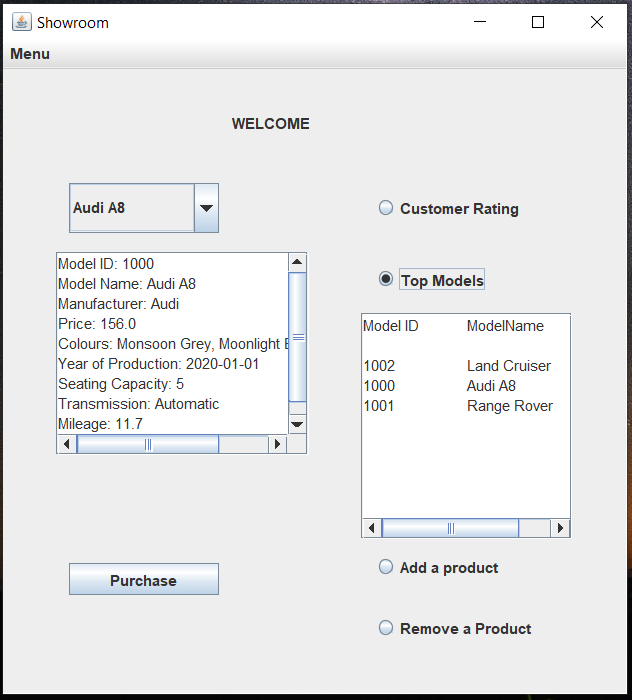 Showroom
Menu
WELCOME
Audi A8
Model ID: 1000
Model Name: Audi A8
Manufacturer: Audi
Price: 156.0
Colours: Monsoon Grey, Moonlight
Year of Production: 2020-01-01
Seating Capacity: 5
Transmission: Automatic
Mileage: 11.7
Purchase
Customer Rating
Top Models
Model ID ModelName
1002 Land Cruiser
1000 Audi A8
1001 Range Rover
Add a product
Remove a Product